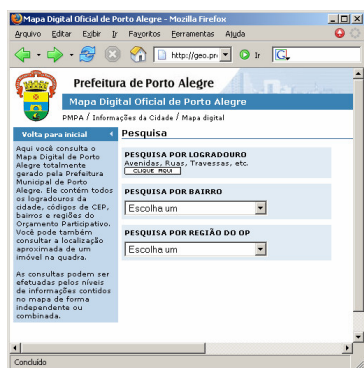 Mapa Digital Oficial de Porto Alegre - Mozilla Firefox
Arquivo Editar Exibir Ir Favoritos Ferramentas Ajuda
http://geo.pr Ir
Prefeitura de Porto Alegre
Mapa Digital Oficial de Porto Alegre
PMPA / Informações da Cidade / Mapa digital
Volta para inicial
Pesquisa
Aqui você consulta o
Mapa Digital de Porto
Alegre totalmente
gerado pela Prefeitura
Municipal de Porto
Alegre. Ele contém todos
os logradouros da
cidade, códigos de CEP,
bairros e regiões do
Orçamento Participativo.
Você pode também
consultar a localização
aproximada de um
imóvel na quadra.
As consultas podem ser
efetuadas pelos níveis
de informações contidos
no mapa de forma
independente ou
combinada.
PESQUISA POR LOGRADOURO
Avenidas, Ruas, Travessas, etc.
CLIQUE AQUI
PESQUISA POR BAIRRO
Escolha um
PESQUISA POR REGIÃO DO OP
Escolha um
Concluído